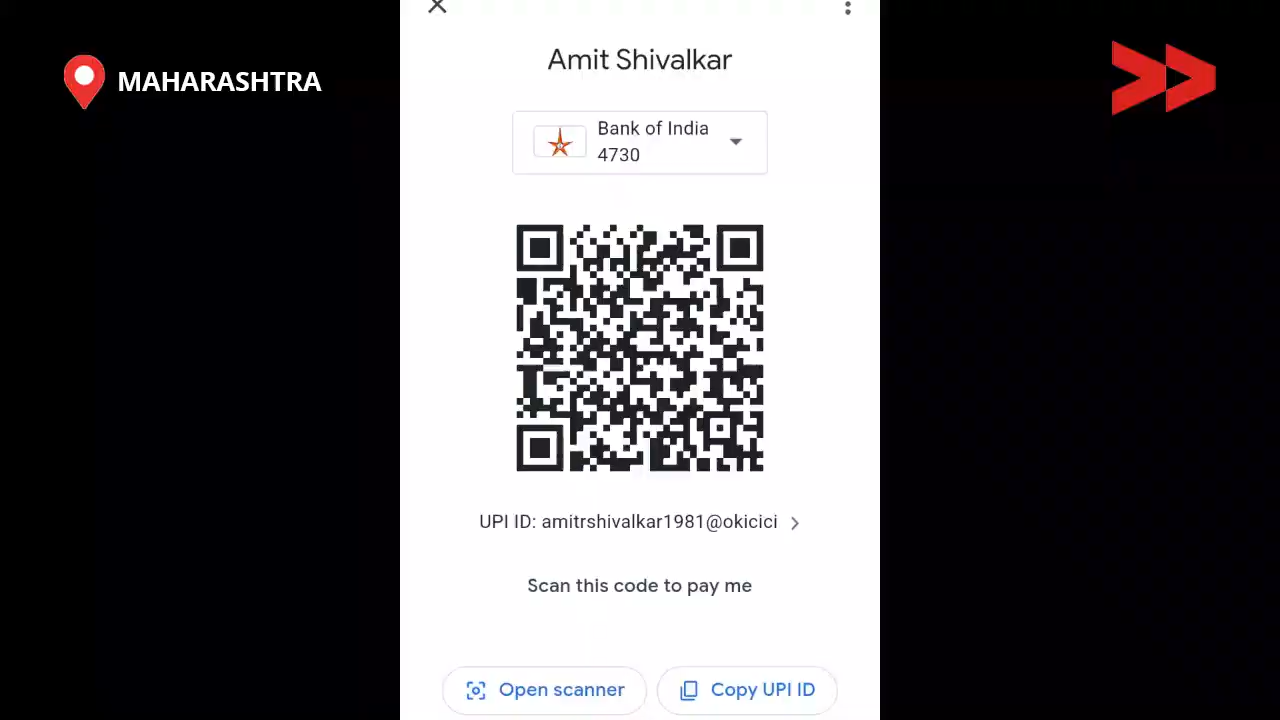 MAHARASHTRA
Amit Shivalkar
Bank of India
4730
UPI ID: amitrshivalkar1981@okicici
Scan this code to pay me
Open scanner
Copy UPI ID